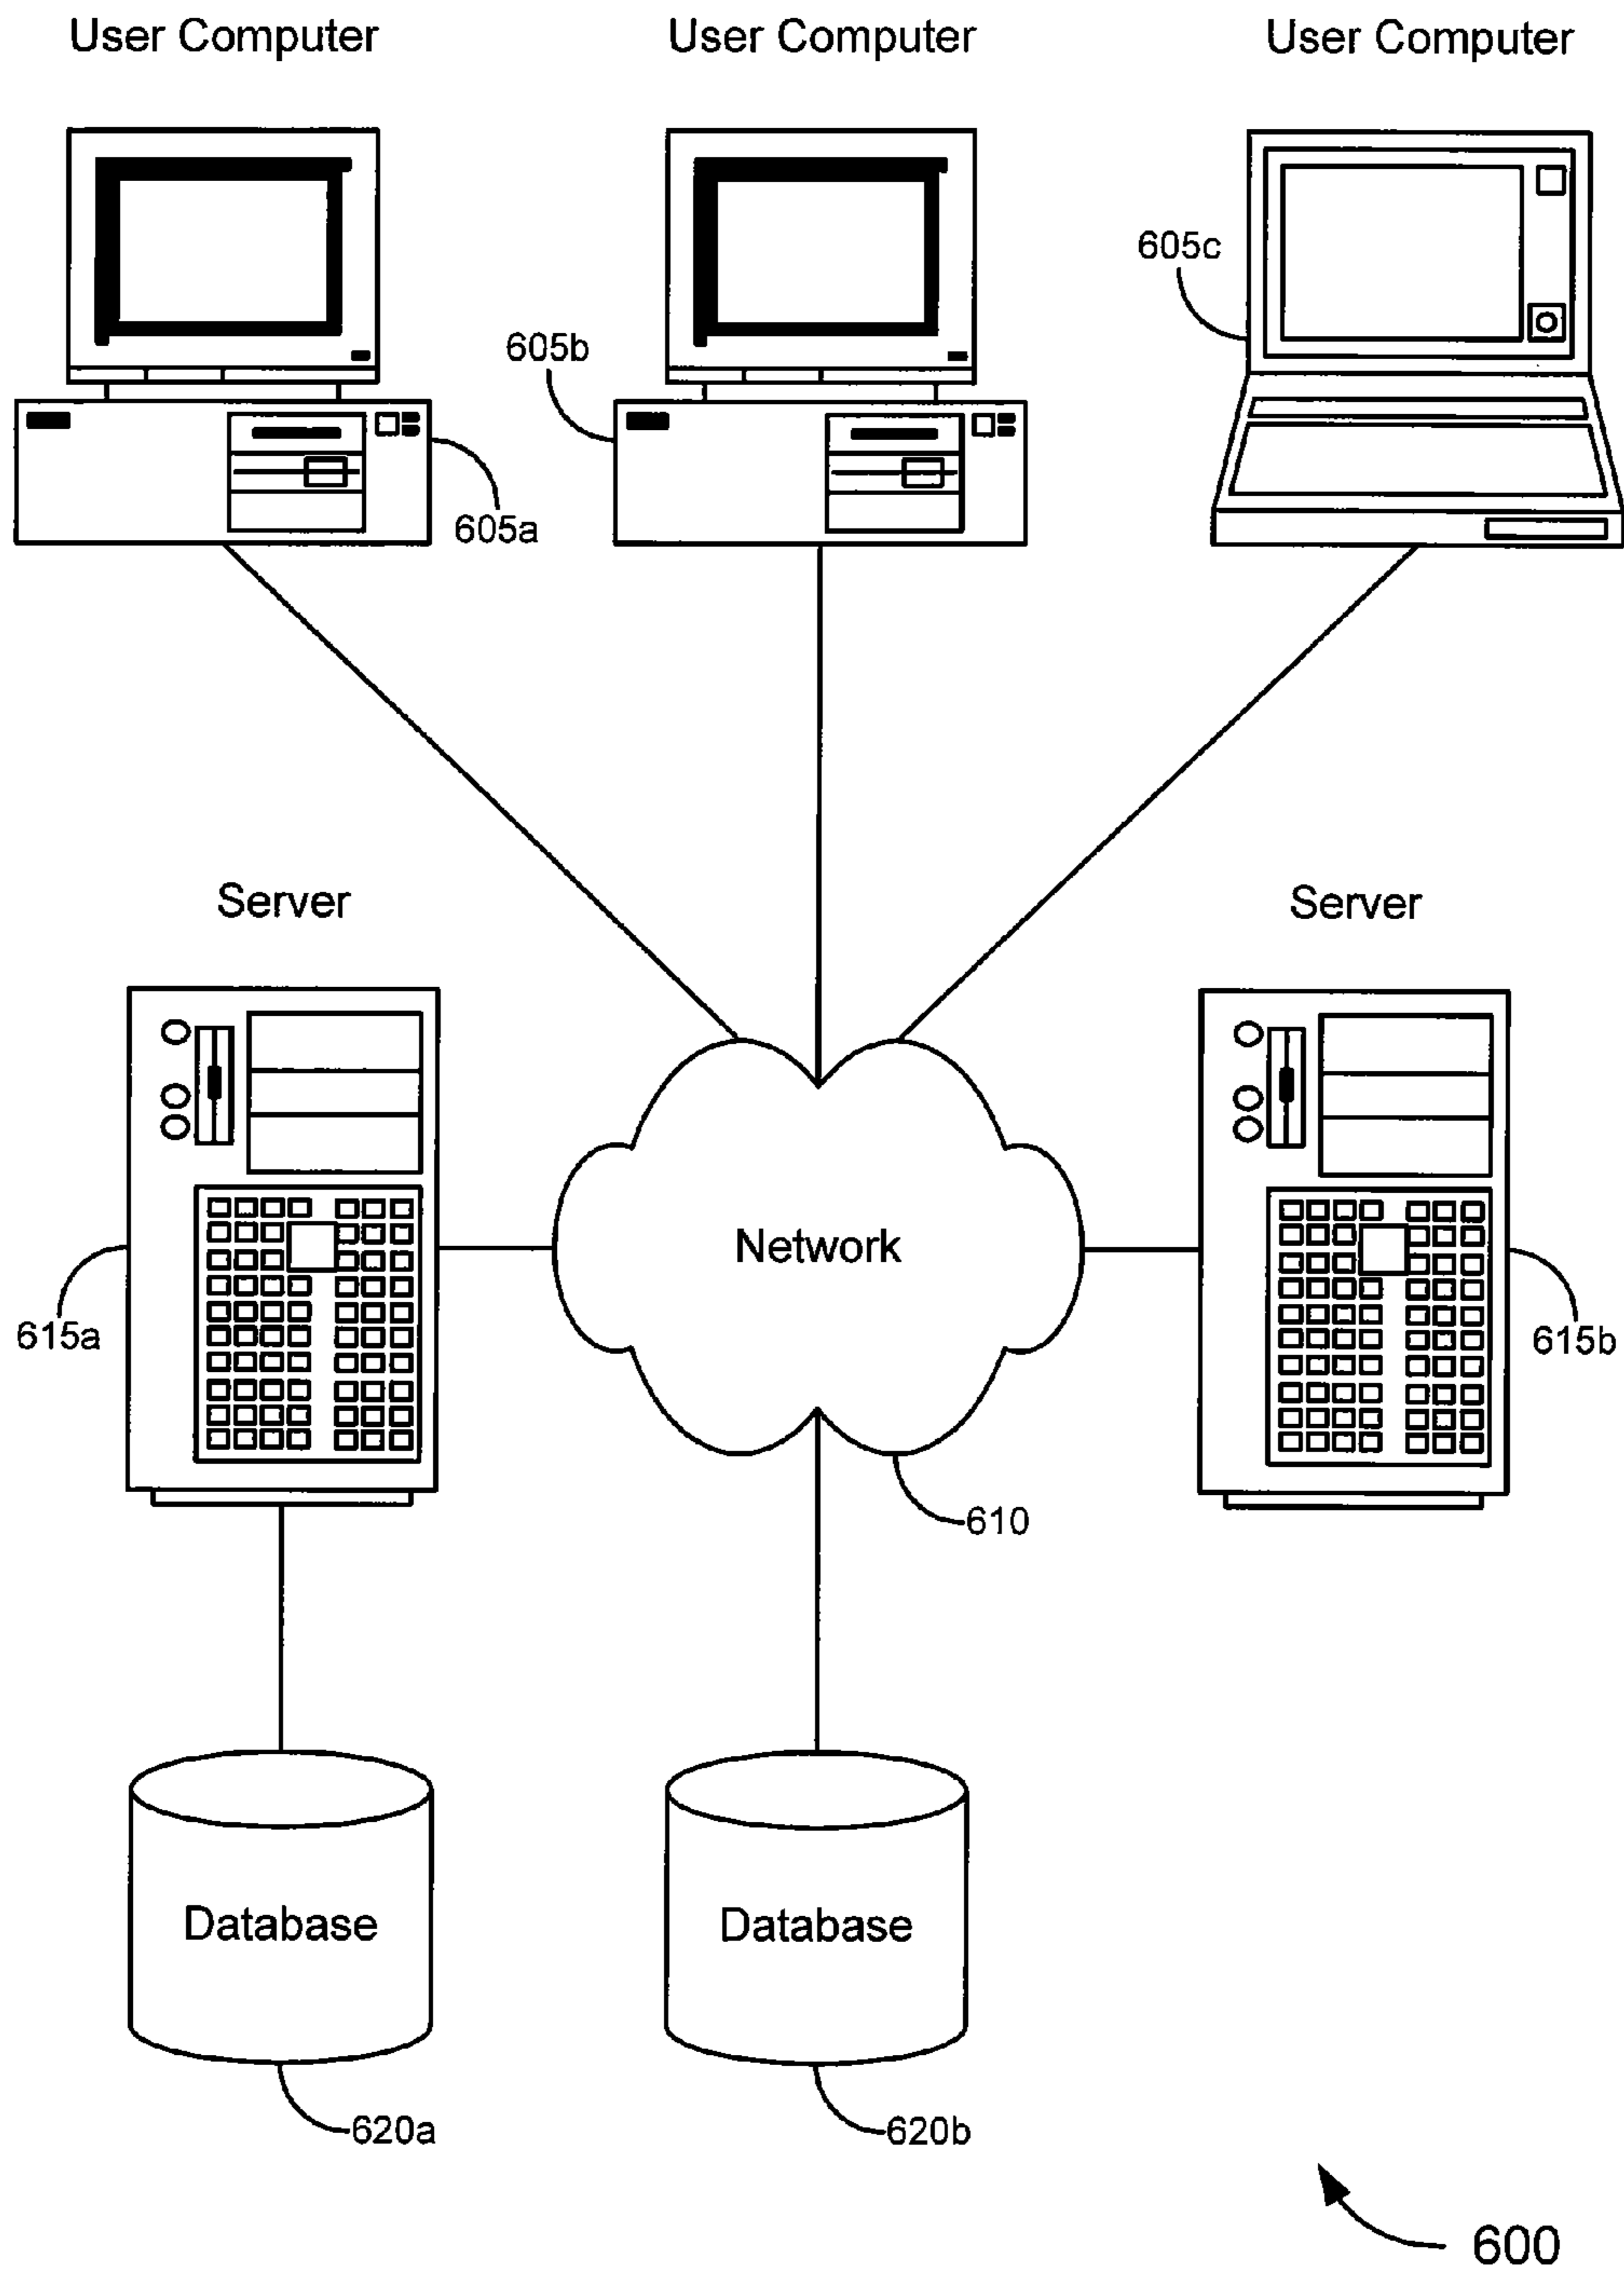 User Computer
User Computer
User Computer
605c
605b
605a
Server
Server
Network
615a
615b
610
Database
Database
620a
620b
600